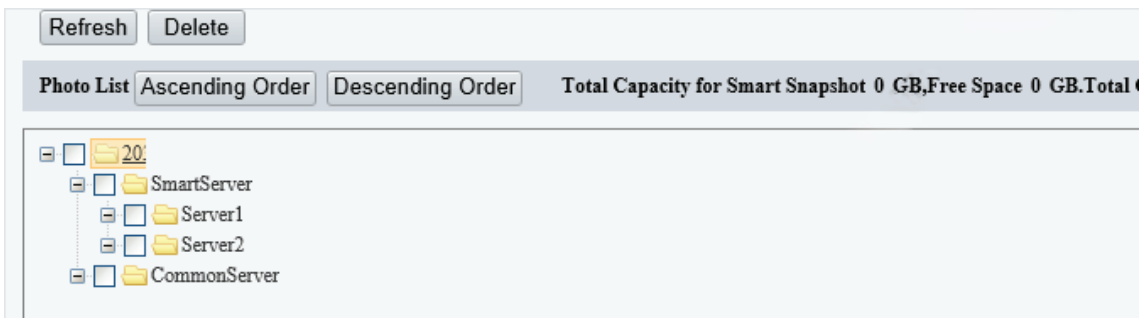 Refresh Delete
Photo List Ascending Order Descending Order Total Capacity for Smart Snapshot 0 GB,Free Space 0 GB.Total
SmartServer
Server1
Server2
CommonServer